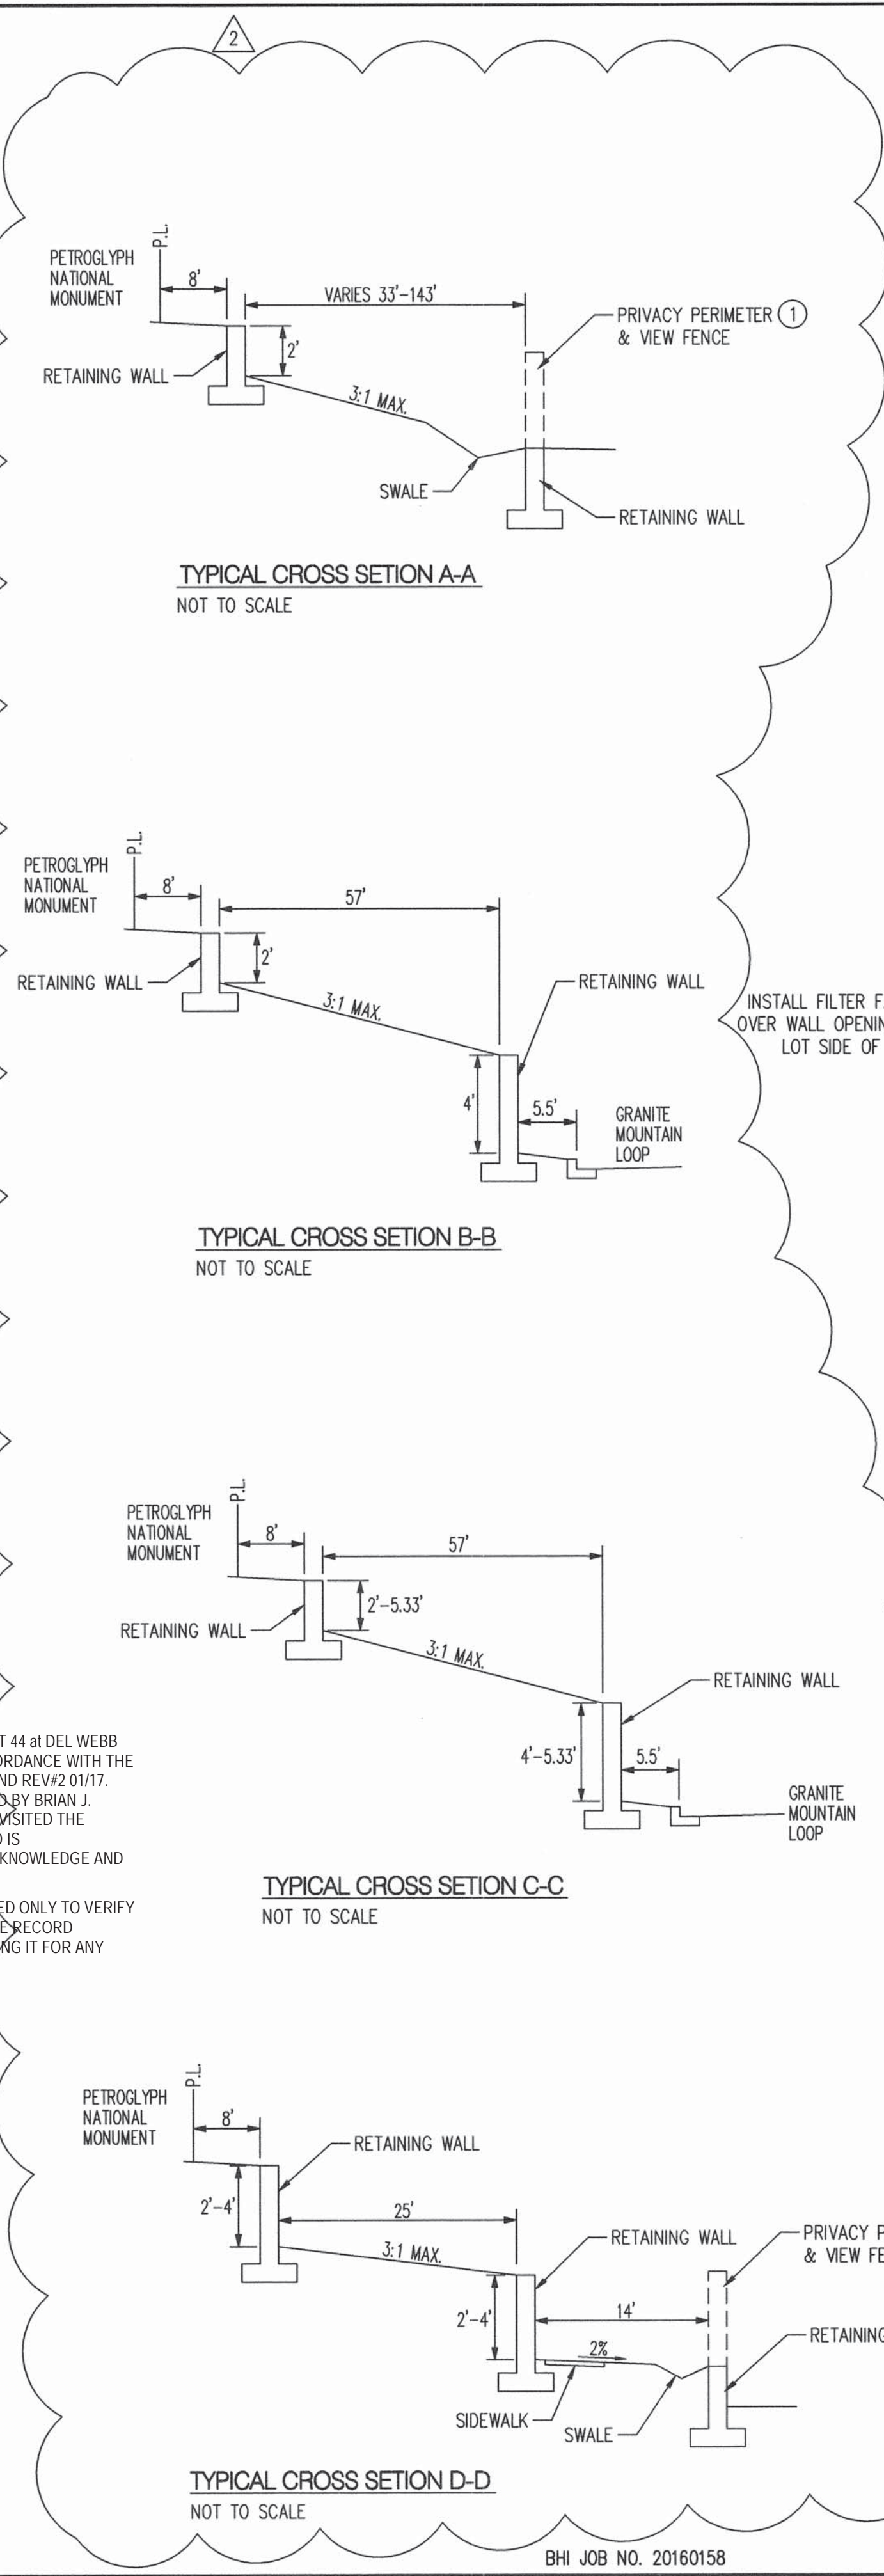 2
P.L.
PETROGLYPH
NATIONAL
MONUMENT
8'
VARIES 33'-143'
PRIVACY PERIMETER 1
& VIEW FENCE
2'
RETAINING WALL
3:1 MAX.
SWALE
RETAINING WALL
TYPICAL CROSS SETION A-A
NOT TO SCALE
P.L.
PETROGLYPH
NATIONAL
MONUMENT
8'
57'
2'
RETAINING WALL
RETAINING WALL
3:1 MAX.
INSTALL FILTER F
OVER WALL OPENIN
LOT SIDE OF
4'
5.5'
GRANITE
MOUNTAIN
LOOP
TYPICAL CROSS SETION B-B
NOT TO SCALE
P.L.
PETROGLYPH
NATIONAL
MONUMENT
8'
57'
2'-5.33'
RETAINING WALL
3:1 MAX.
RETAINING WALL
4'-5.33'
5.5'
GRANITE
MOUNTAIN
LOOP
T 44 at DEL WEBB
ORDANCE WITH THE
ND REV#2 01/17.
D BY BRIAN J.
VISITED THE
D IS
KNOWLEDGE AND
ED ONLY TO VERIFY
E RECORD
NG IT FOR ANY
TYPICAL CROSS SETION C-C
NOT TO SCALE
P.L.
PETROGLYPH
NATIONAL
MONUMENT
8'
RETAINING WALL
2'-4'
25'
3:1 MAX.
RETAINING WALL
PRIVACY P
& VIEW FE
2'-4'
14'
2%
RETAINING
SIDEWALK
SWALE
TYPICAL CROSS SETION D-D
NOT TO SCALE
BHI JOB NO. 20160158